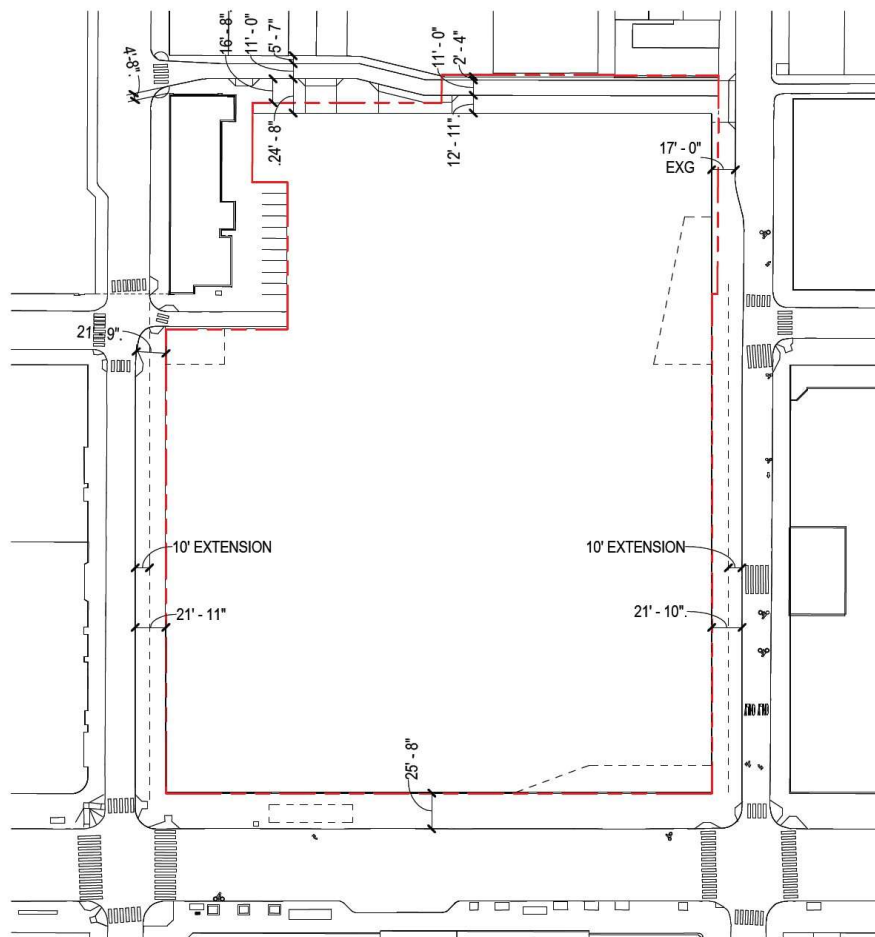 4'-8".
16' - 8"
11' - 0"
5' - 7"
11' - 0"
2' - 4"
.24' - 8"
12' - 11".
17' - 0"
EXG
21' - 9".
10' EXTENSION
10' EXTENSION
21' - 11"
21' - 10".
25' - 8"